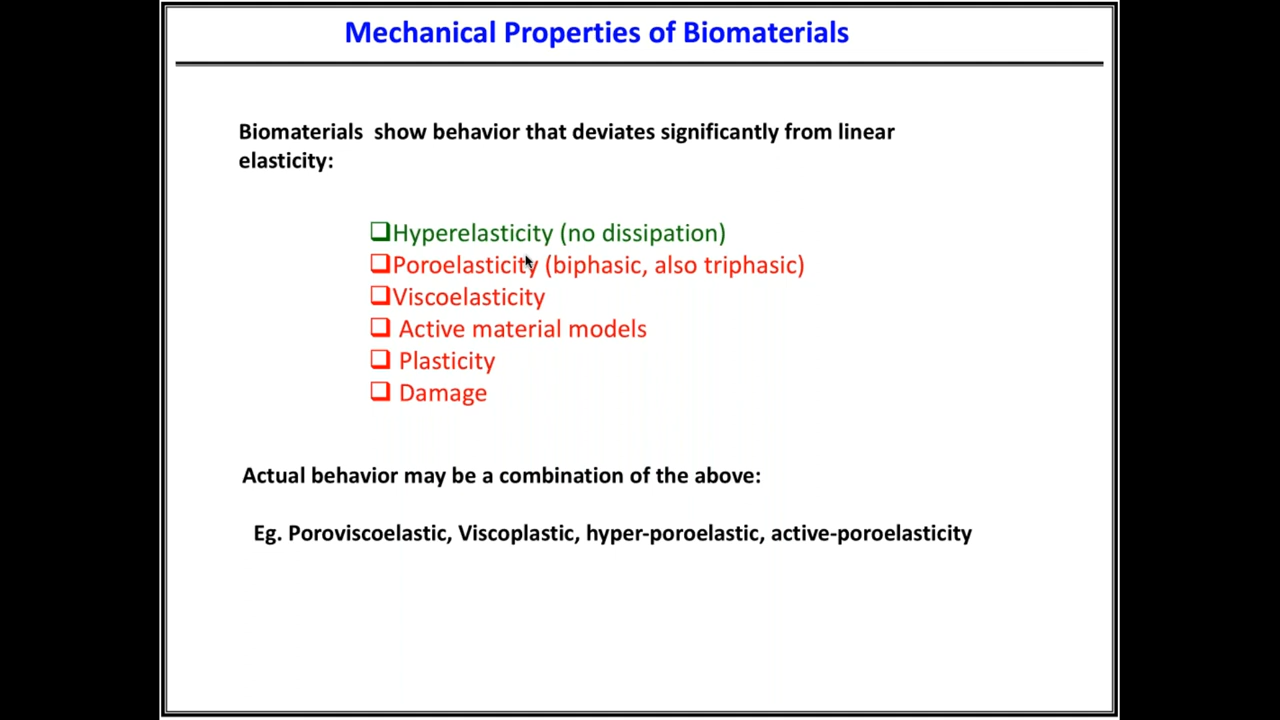 Mechanical Properties of Biomaterials
Biomaterials show behavior that deviates significantly from linear
elasticity:
Hyperelasticity (no dissipation)
Poroelasticity (biphasic, also triphasic)
Viscoelasticity
Active material models
Plasticity
Damage
Actual behavior may be a combination of the above:
Eg. Poroviscoelastic, Viscoplastic, hyper-poroelastic, active-poroelasticity